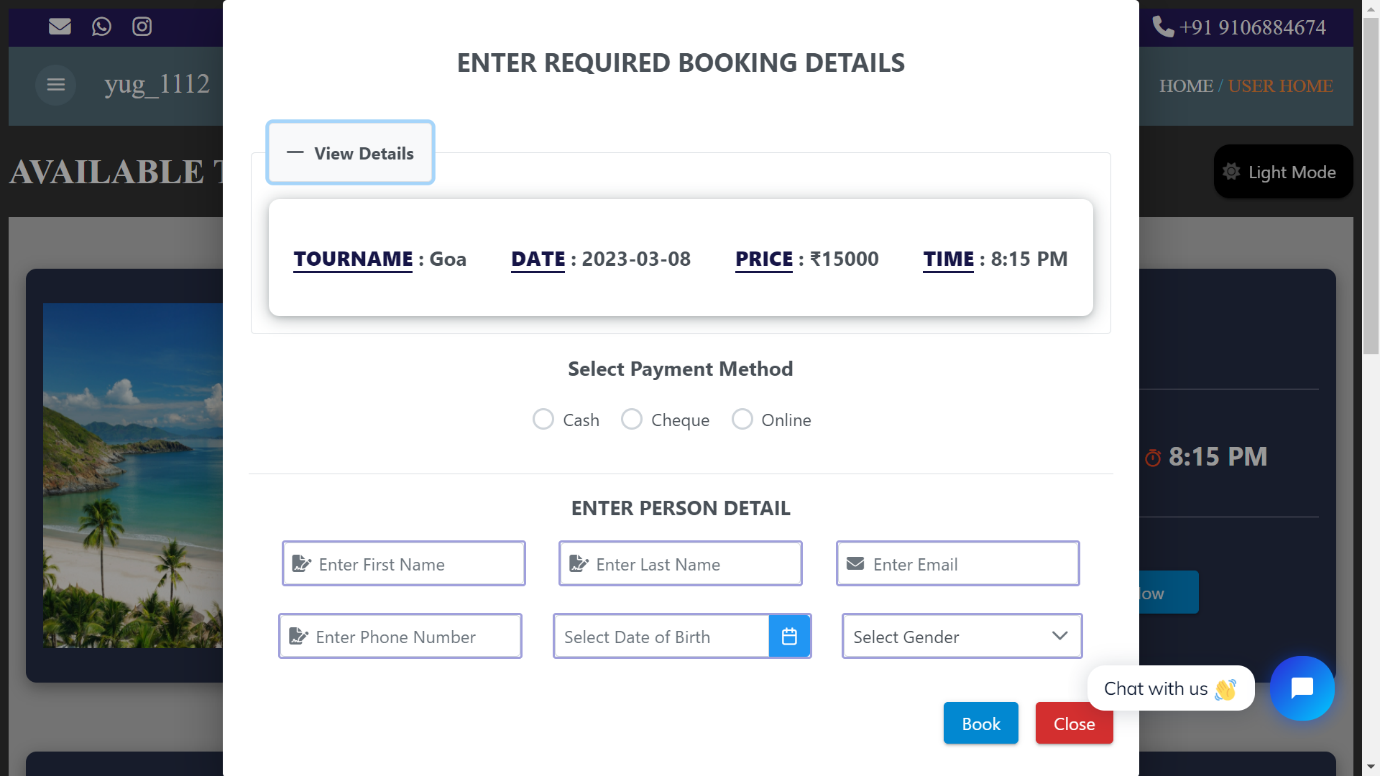 +91 9106884674
yug_1112
HOME / USER HOME
ENTER REQUIRED BOOKING DETAILS
View Details
AVAILABLE
Light Mode
TOURNAME : Goa DATE : 2023-03-08 PRICE : ₹15000 TIME : 8:15 PM
Select Payment Method
Cash Cheque Online
8:15 PM
ENTER PERSON DETAIL
Enter First Name Enter Last Name Enter Email
Enter Phone Number Select Date of Birth Select Gender
Chat with us 👋
Book Close